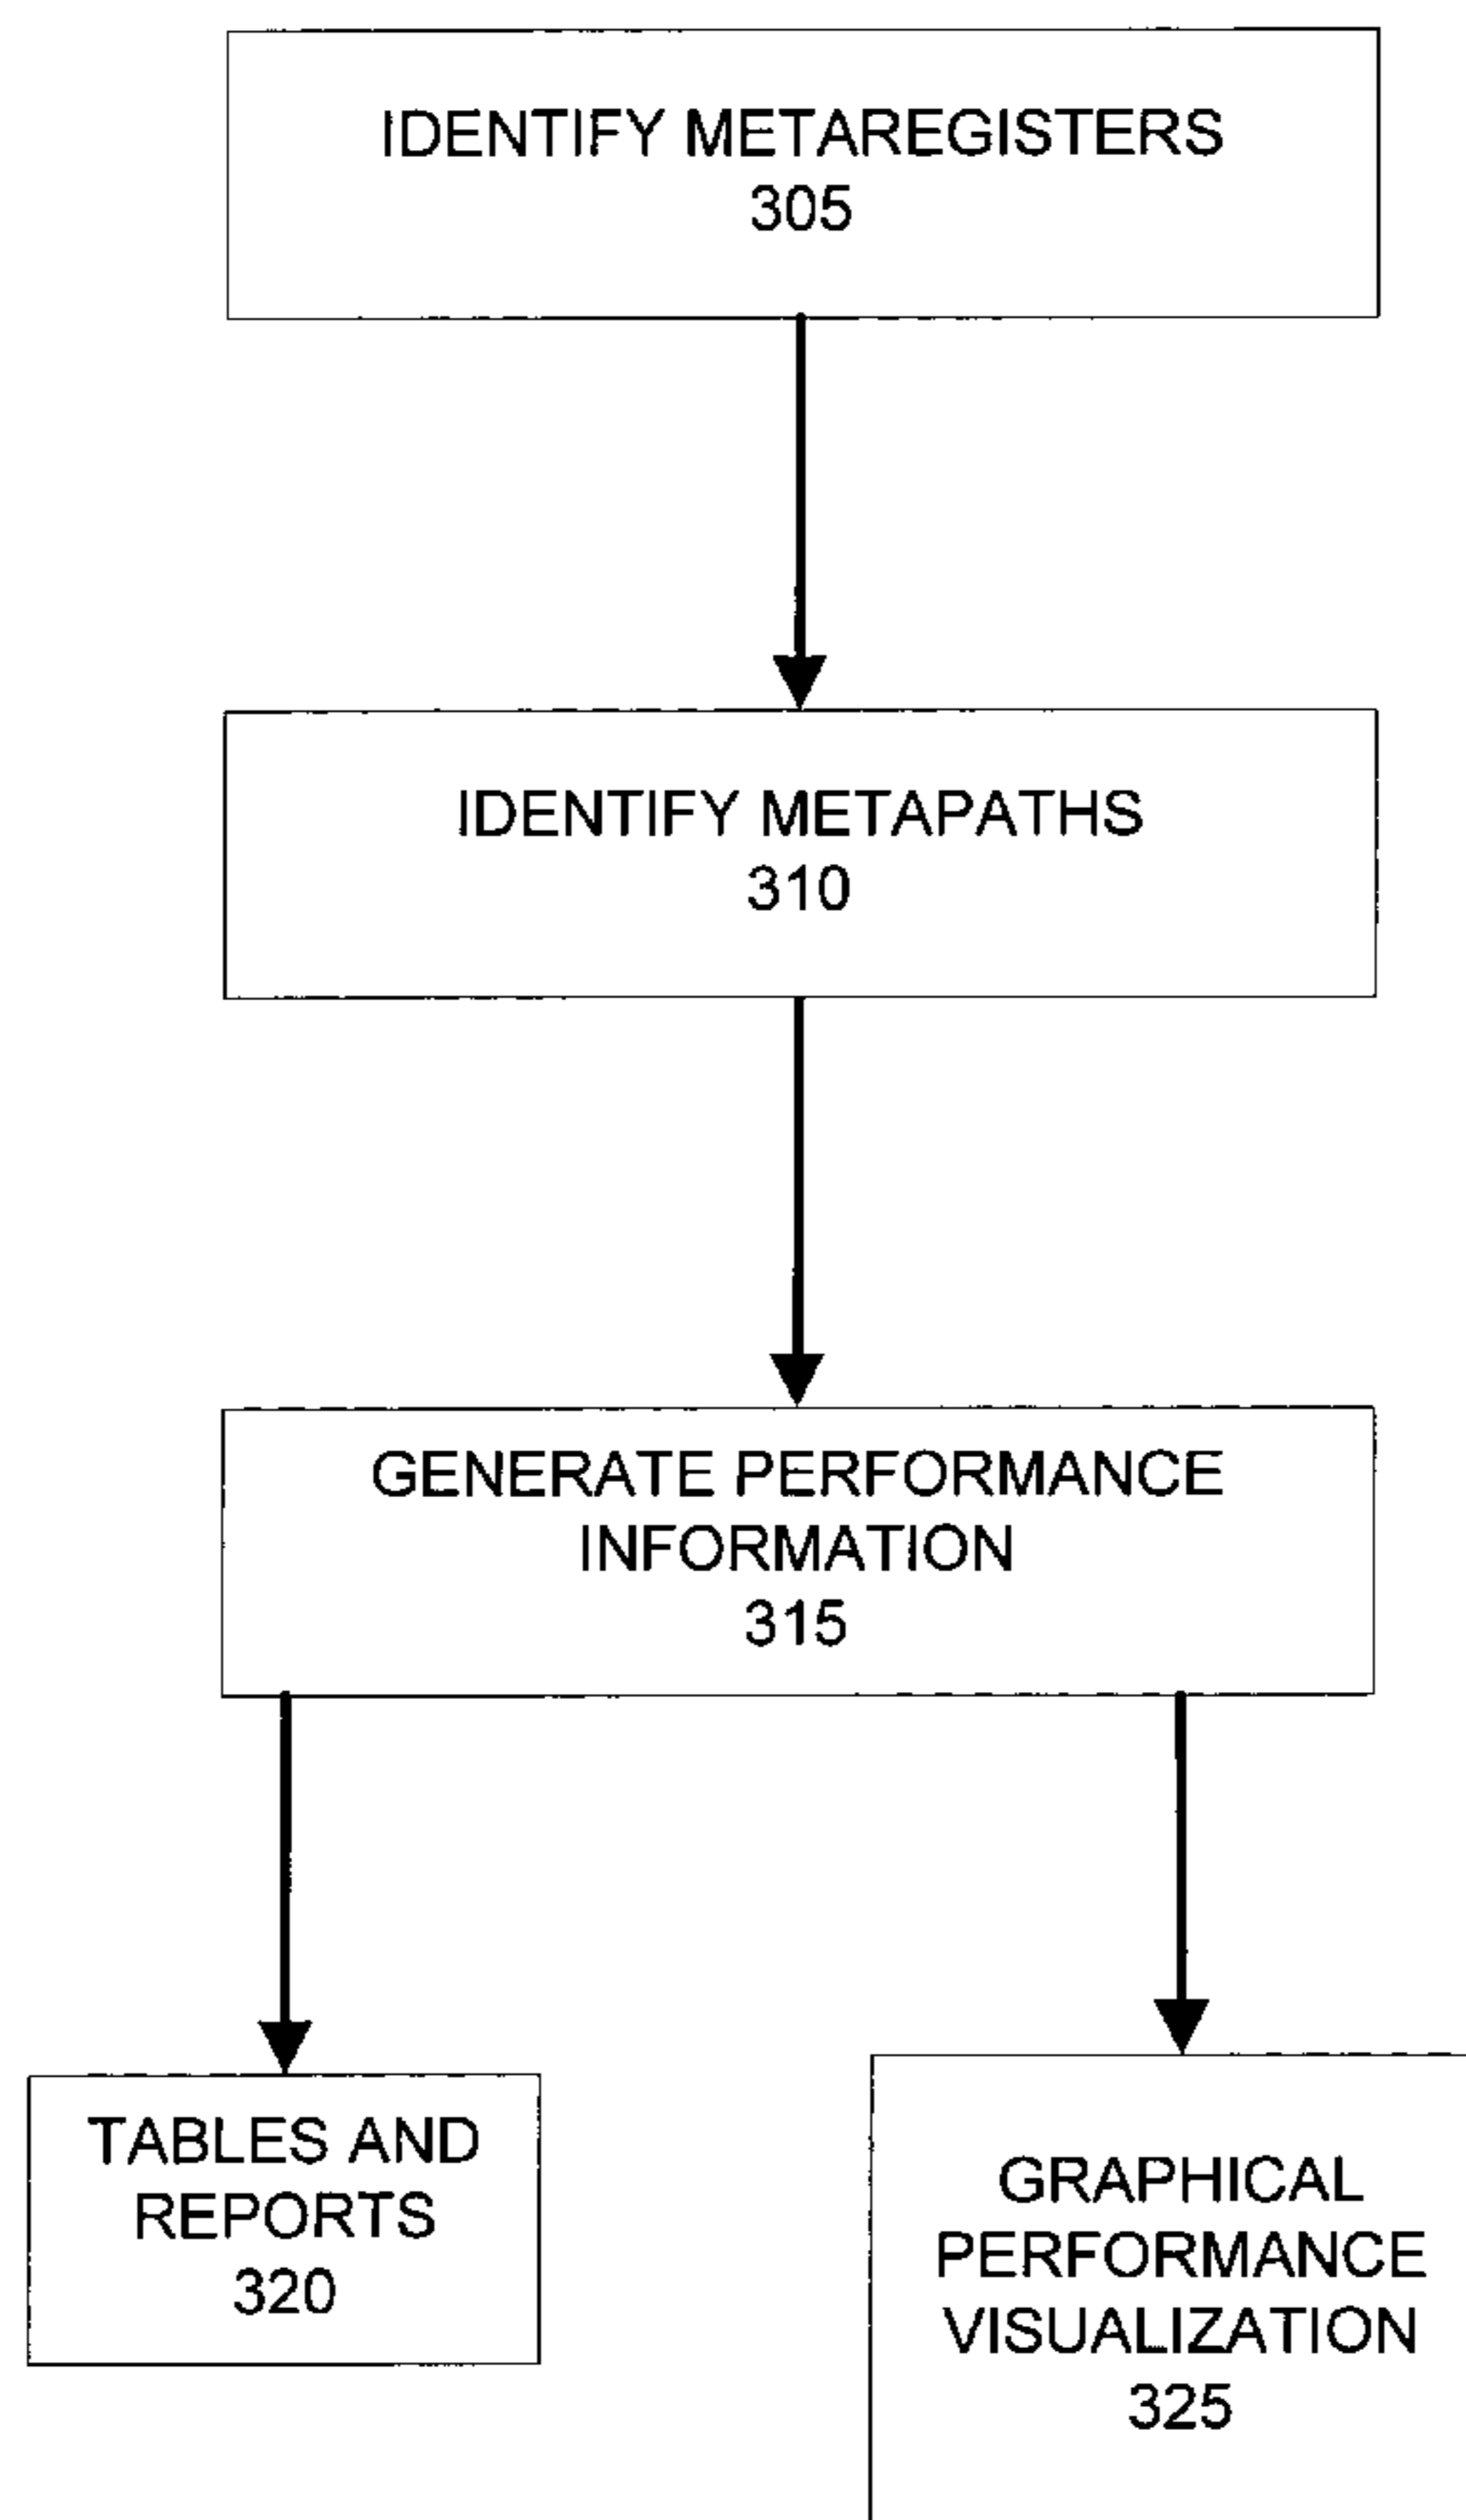 IDENTIFY METAREGISTERS
305
IDENTIFY METAPATHS
310
GENERATE PERFORMANCE
INFORMATION
315
TABLES AND
REPORTS
320
GRAPHICAL
PERFORMANCE
VISUALIZATION
325